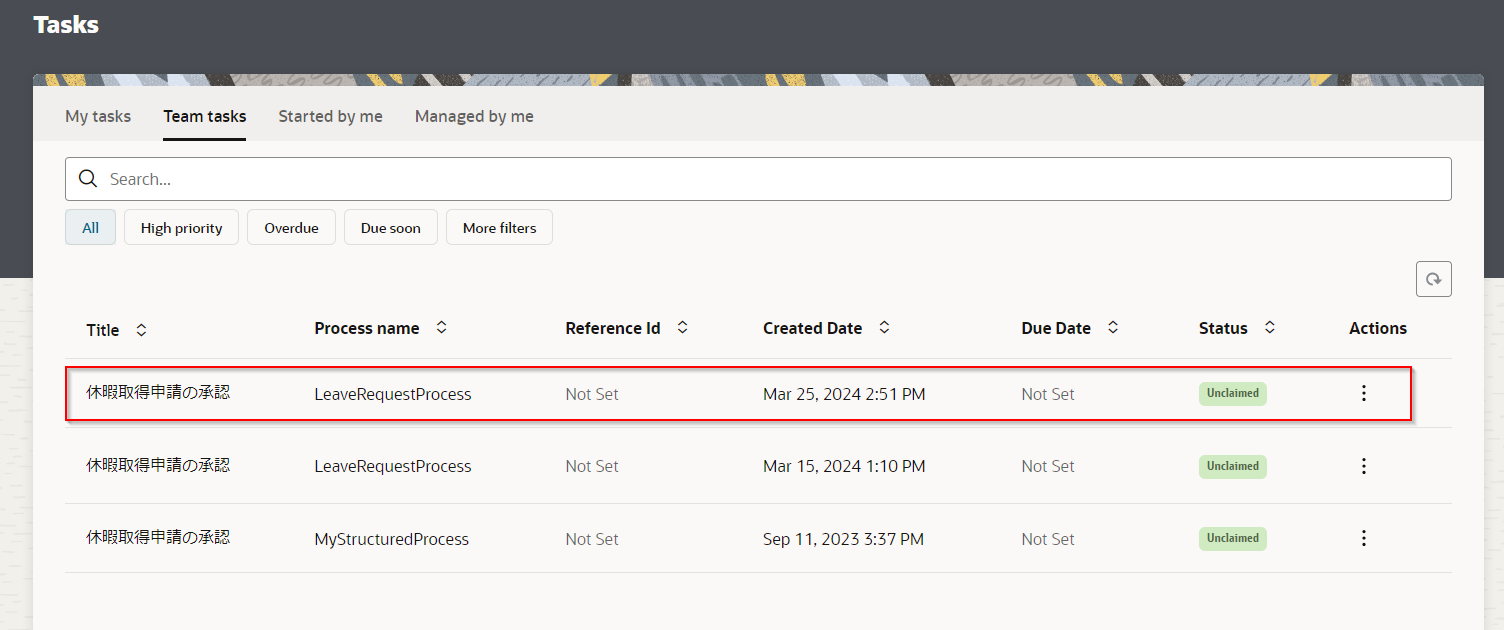 Tasks
My tasks Team tasks Started by me Managed by me
Search...
All High priority Overdue Due soon More filters
Title Process name Reference Id Created Date Due Date Status Actions
休暇取得申請の承認 LeaveRequestProcess Not Set Mar 25, 2024 2:51 PM Not Set Unclaimed
休暇取得申請の承認 LeaveRequestProcess Not Set Mar 15, 2024 1:10 PM Not Set Unclaimed
休暇取得申請の承認 MyStructuredProcess Not Set Sep 11, 2023 3:37 PM Not Set Unclaimed